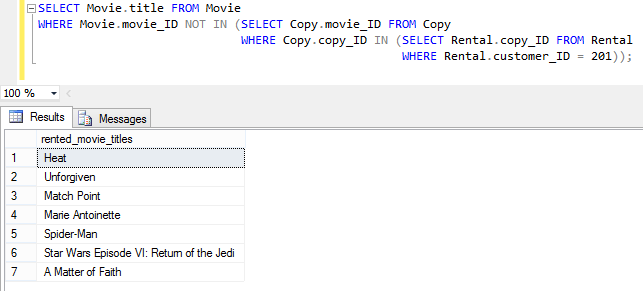 SELECT Movie.title FROM Movie
WHERE Movie.movie_ID NOT IN (SELECT Copy.movie_ID FROM Copy
WHERE Copy.copy_ID IN (SELECT Rental.copy_ID FROM Rental
WHERE Rental.customer_ID = 201));
100 %
Results Messages
rented_movie_titles
1 Heat
2 Unforgiven
3 Match Point
4 Marie Antoinette
5 Spider-Man
6 Star Wars Episode VI: Return of the Jedi
7 A Matter of Faith